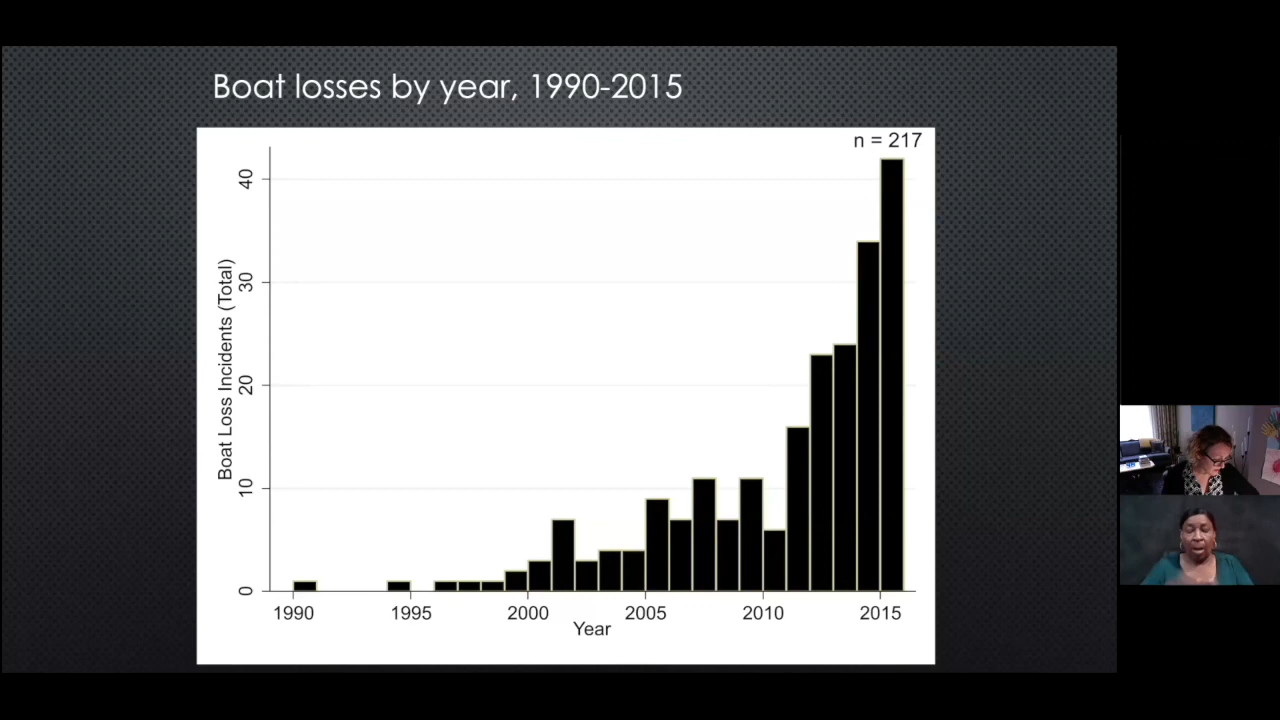 Boat losses by year, 1990-2015
n = 217
Boat Loss Incidents (Total)
40
30
20
10
0
1990 1995 2000 2005 2010 2015
Year